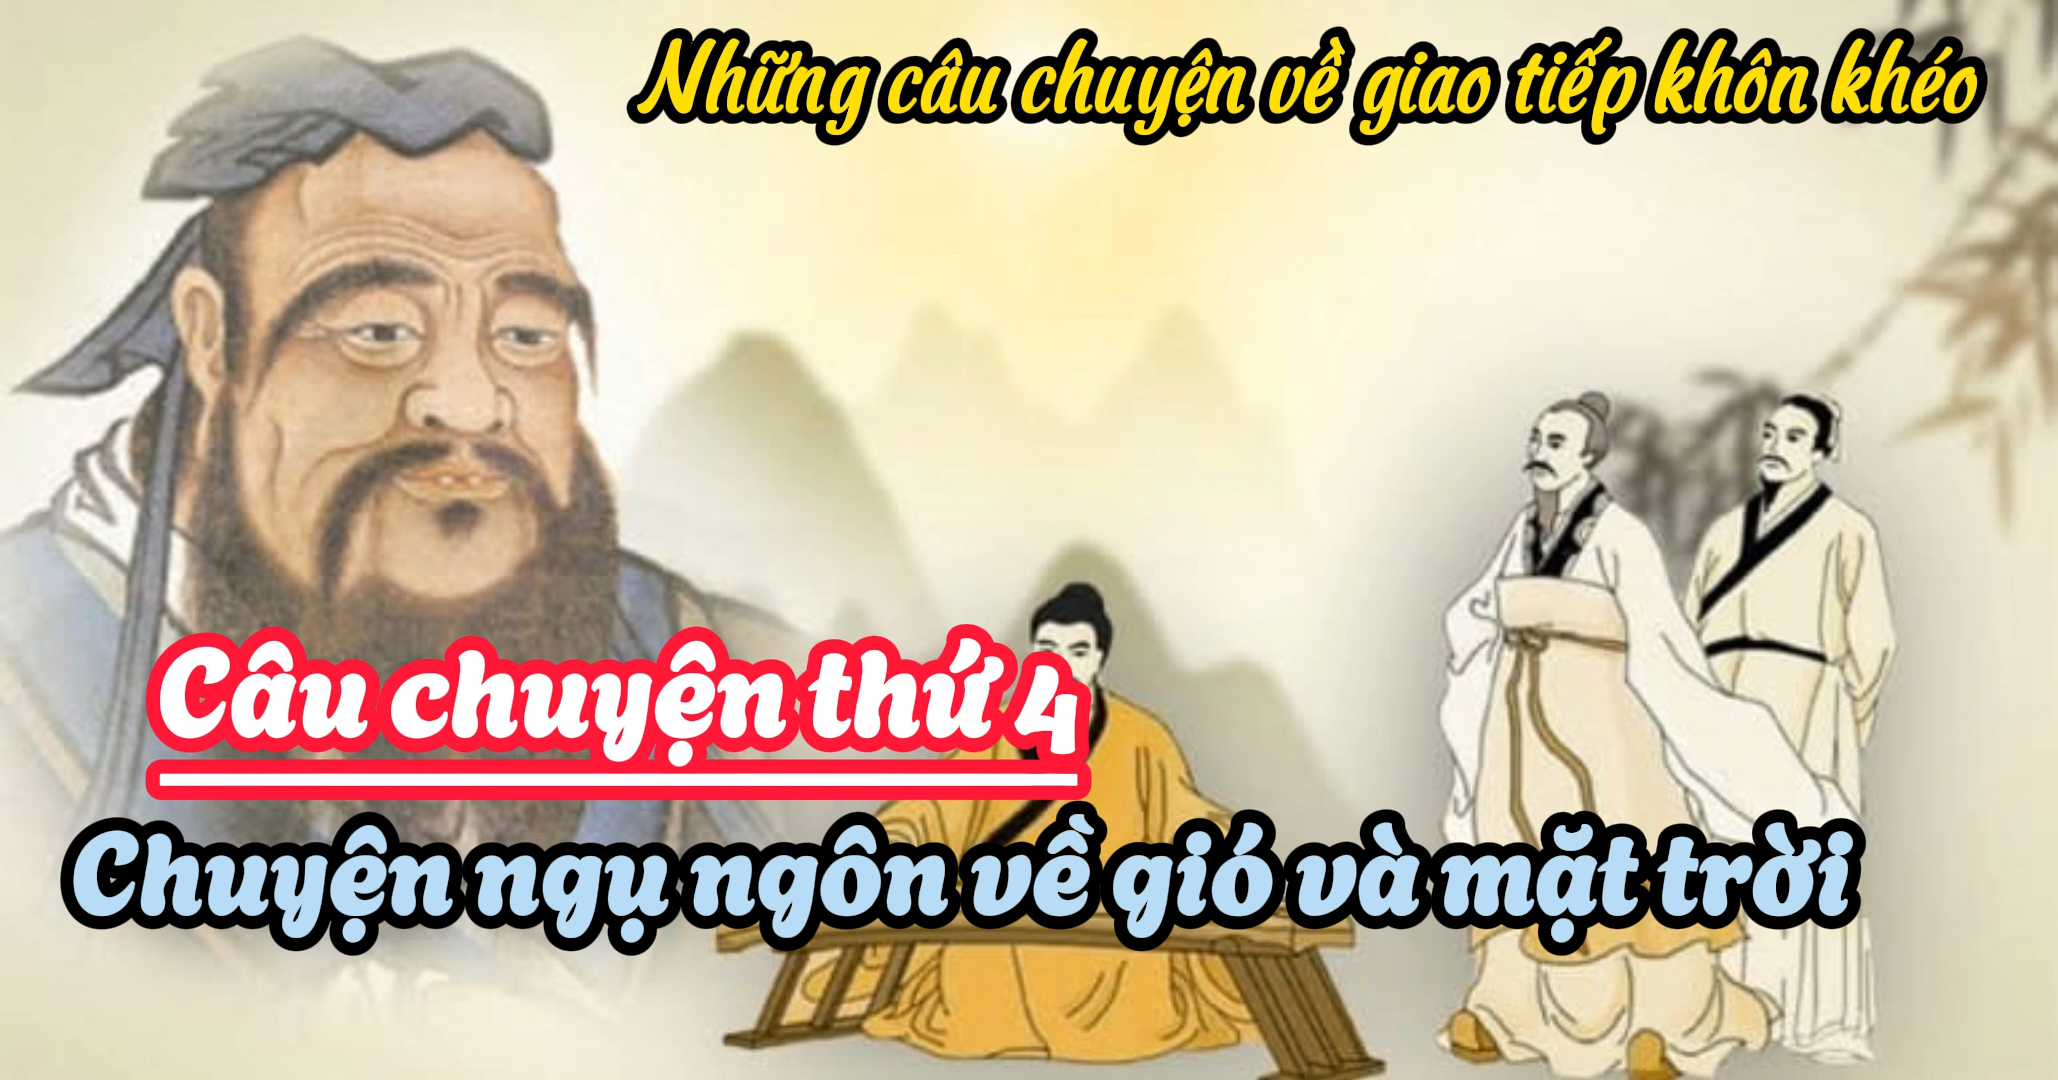 Những câu chuyện về giao tiếp khôn khéo
Câu chuyện thứ 4
Chuyện ngụ ngôn về gió và mặt trời